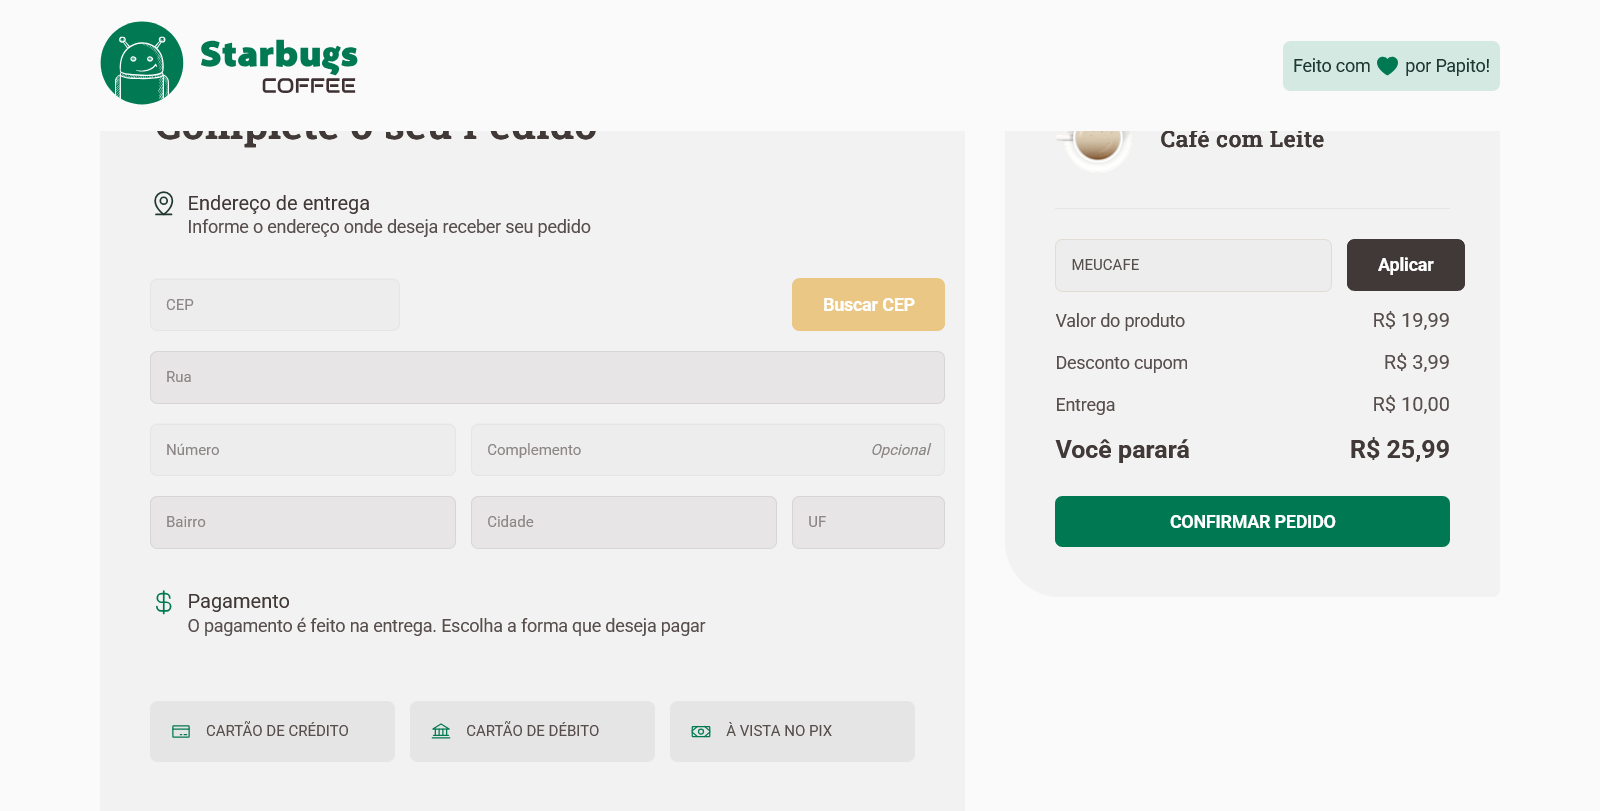 Starbugs
COFFEE
Feito com por Papito!
Complete o seu Pedido
Endereço de entrega
Informe o endereço onde deseja receber seu pedido
CEP
Buscar CEP
Rua
Número
Complemento
Opcional
Bairro
Cidade
UF
Pagamento
O pagamento é feito na entrega. Escolha a forma que deseja pagar
CARTÃO DE CRÉDITO
CARTÃO DE DÉBITO
À VISTA NO PIX
Café com Leite
MEUCAFE
Aplicar
Valor do produto R$ 19,99
Desconto cupom R$ 3,99
Entrega R$ 10,00
Você parará R$ 25,99
CONFIRMAR PEDIDO